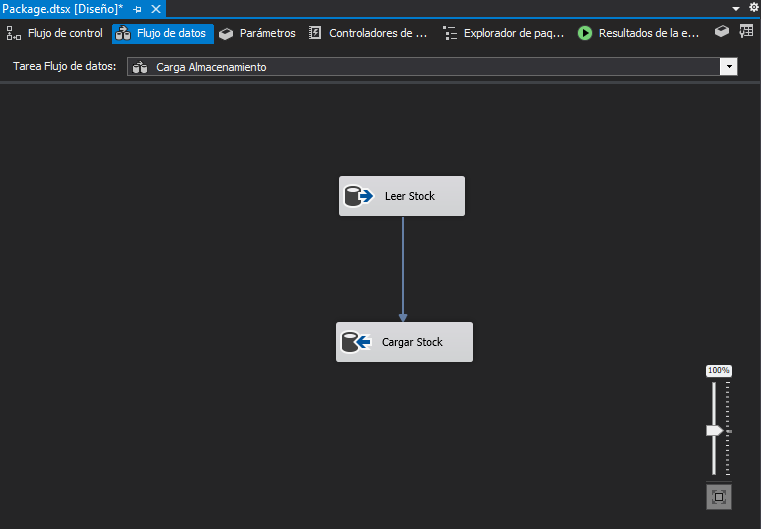 Package.dtsx [Diseño]*
Flujo de control Flujo de datos Parámetros Controladores de ... Explorador de paq... Resultados de la e...
Tarea Flujo de datos: Carga Almacenamiento
Leer Stock
Cargar Stock
100%